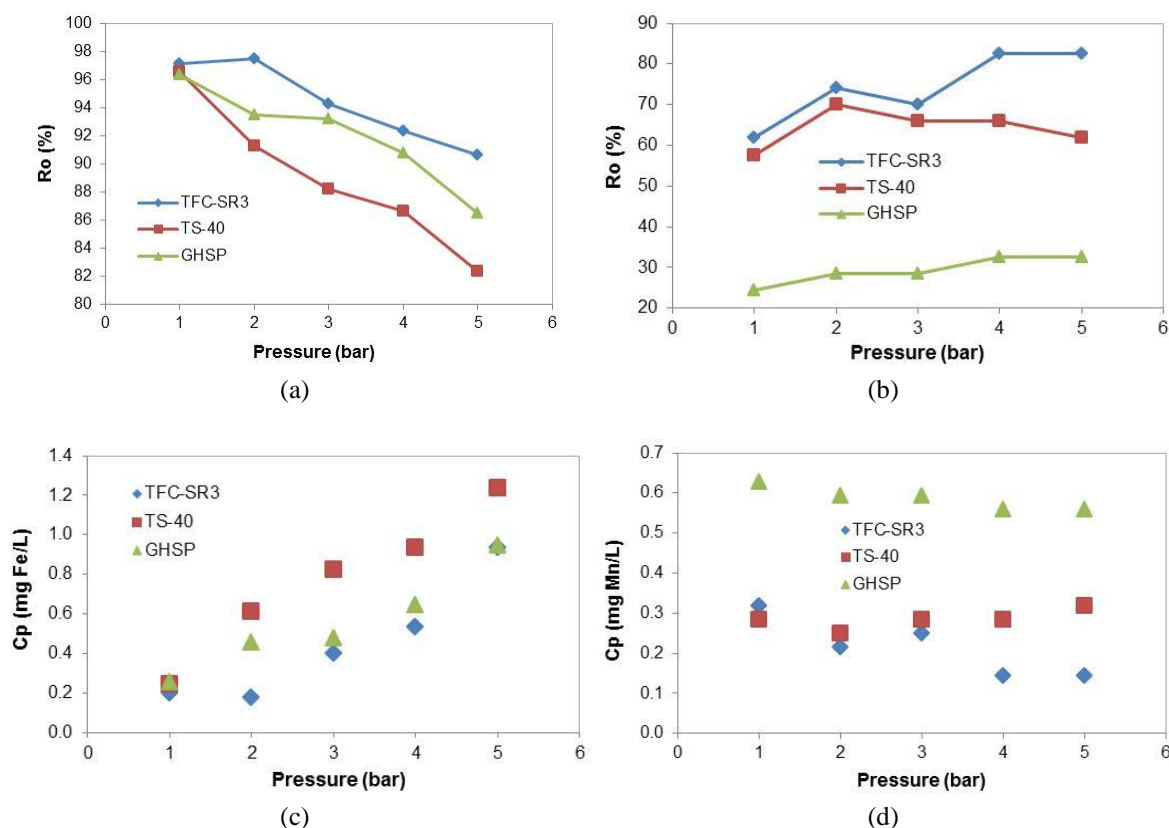 100
98
96
94
92
90
88
86
84
82
80
Ro (%)
TFC-SR3
TS-40
GHSP
0 1 2 3 4 5 6
Pressure (bar)
(a)
90
80
70
60
50
40
30
20
Ro (%)
TFC-SR3
TS-40
GHSP
0 1 2 3 4 5 6
Pressure (bar)
(b)
1.4
1.2
1.0
0.8
0.6
0.4
0.2
0.0
Cp (mg Fe/L)
TFC-SR3
TS-40
GHSP
0 1 2 3 4 5 6
Pressure (bar)
(c)
0.7
0.6
0.5
0.4
0.3
0.2
0.1
0.0
Cp (mg Mn/L)
TFC-SR3
TS-40
GHSP
0 1 2 3 4 5 6
Pressure (bar)
(d)